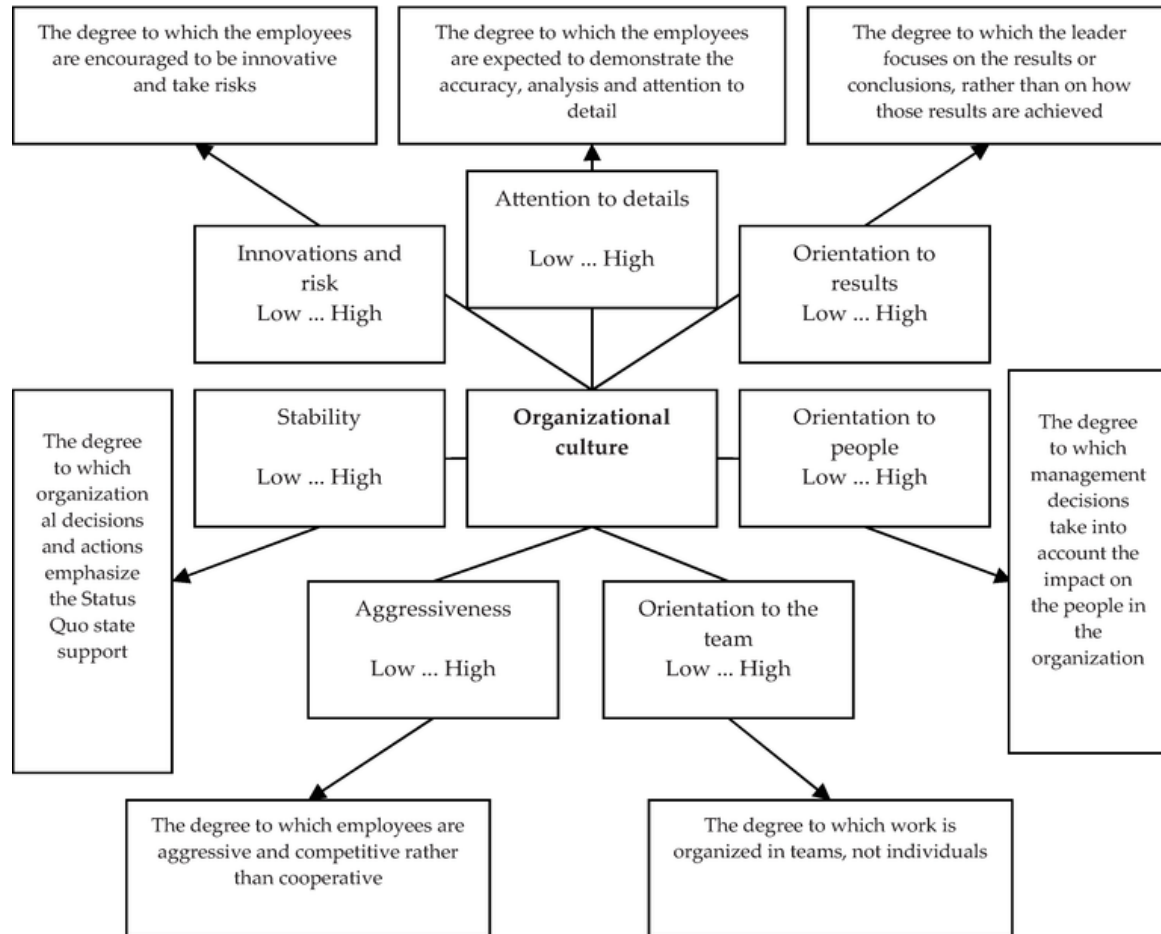 The degree to which the employees
are encouraged to be innovative
and take risks
The degree to which the employees
are expected to demonstrate the
accuracy, analysis and attention to
detail
The degree to which the leader
focuses on the results or
conclusions, rather than on how
those results are achieved
Attention to details
Low ... High
Innovations and
risk
Low ... High
Orientation to
results
Low ... High
The degree
to which
organization
al decisions
and actions
emphasize
the Status
Quo state
support
Stability
Low ... High
Organizational
culture
Orientation to
people
Low ... High
The degree
to which
management
decisions
take into
account the
impact on
the people in
the
organization
Aggressiveness
Low ... High
Orientation to the
team
Low ... High
The degree to which employees are
aggressive and competitive rather
than cooperative
The degree to which work is
organized in teams, not individuals